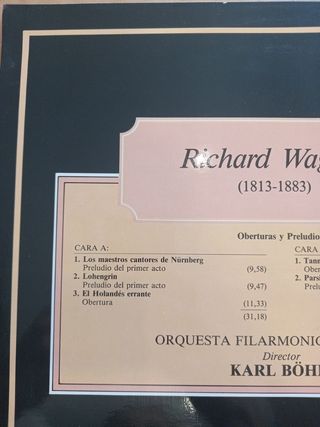 Richard Wag
(1813-1883)
Oberturas y Preludio
CARA A:
1. Los maestros cantores de Nürnberg
Preludio del primer acto (9,58)
2. Lohengrin
Preludio del primer acto (9,47)
3. El Holandés errante
Obertura (11,33)
(31,18)
CARA
1. Tann
Prelu
2. Parsi
Prelu
ORQUESTA FILARMONIC
Director
KARL BÖH